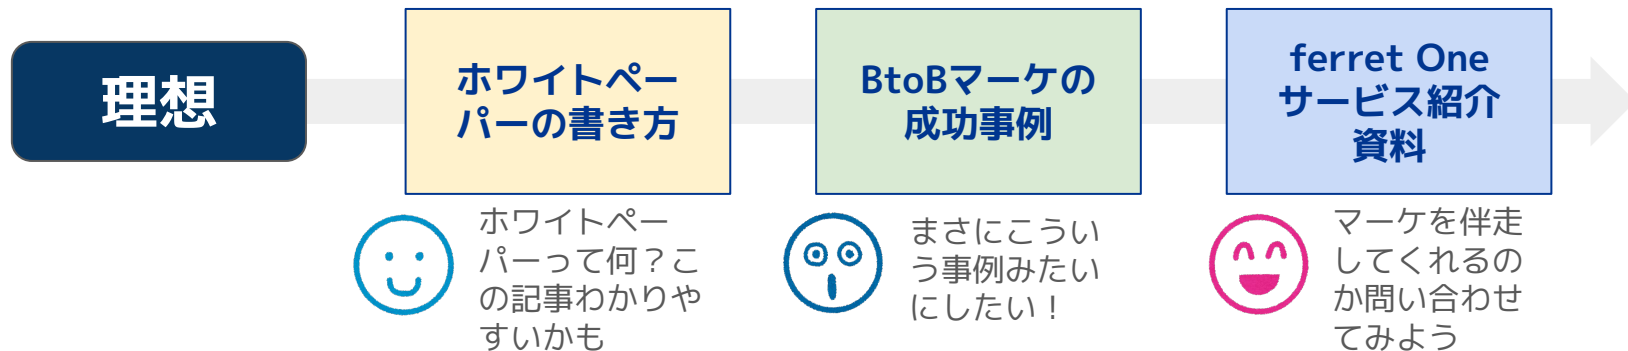 理想
ホワイトペー
パーの書き方
BtoBマーケの
成功事例
ferret One
サービス紹介
資料
ホワイトペー
パーって何？こ
の記事わかりや
すいかも
まさにこうい
う事例みたい
にしたい！
マーケを伴走
してくれるの
か問い合わせ
てみよう